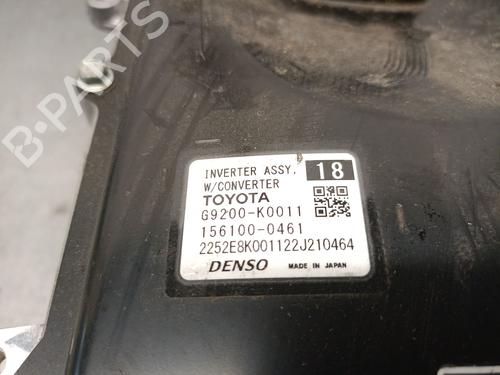 INVERTER ASSY, 18
W/CONVERTER
TOYOTA
G9200-K0011
156100-0461
2252E8K001122J210464
DENSO MADE IN JAPAN
B-PARTS